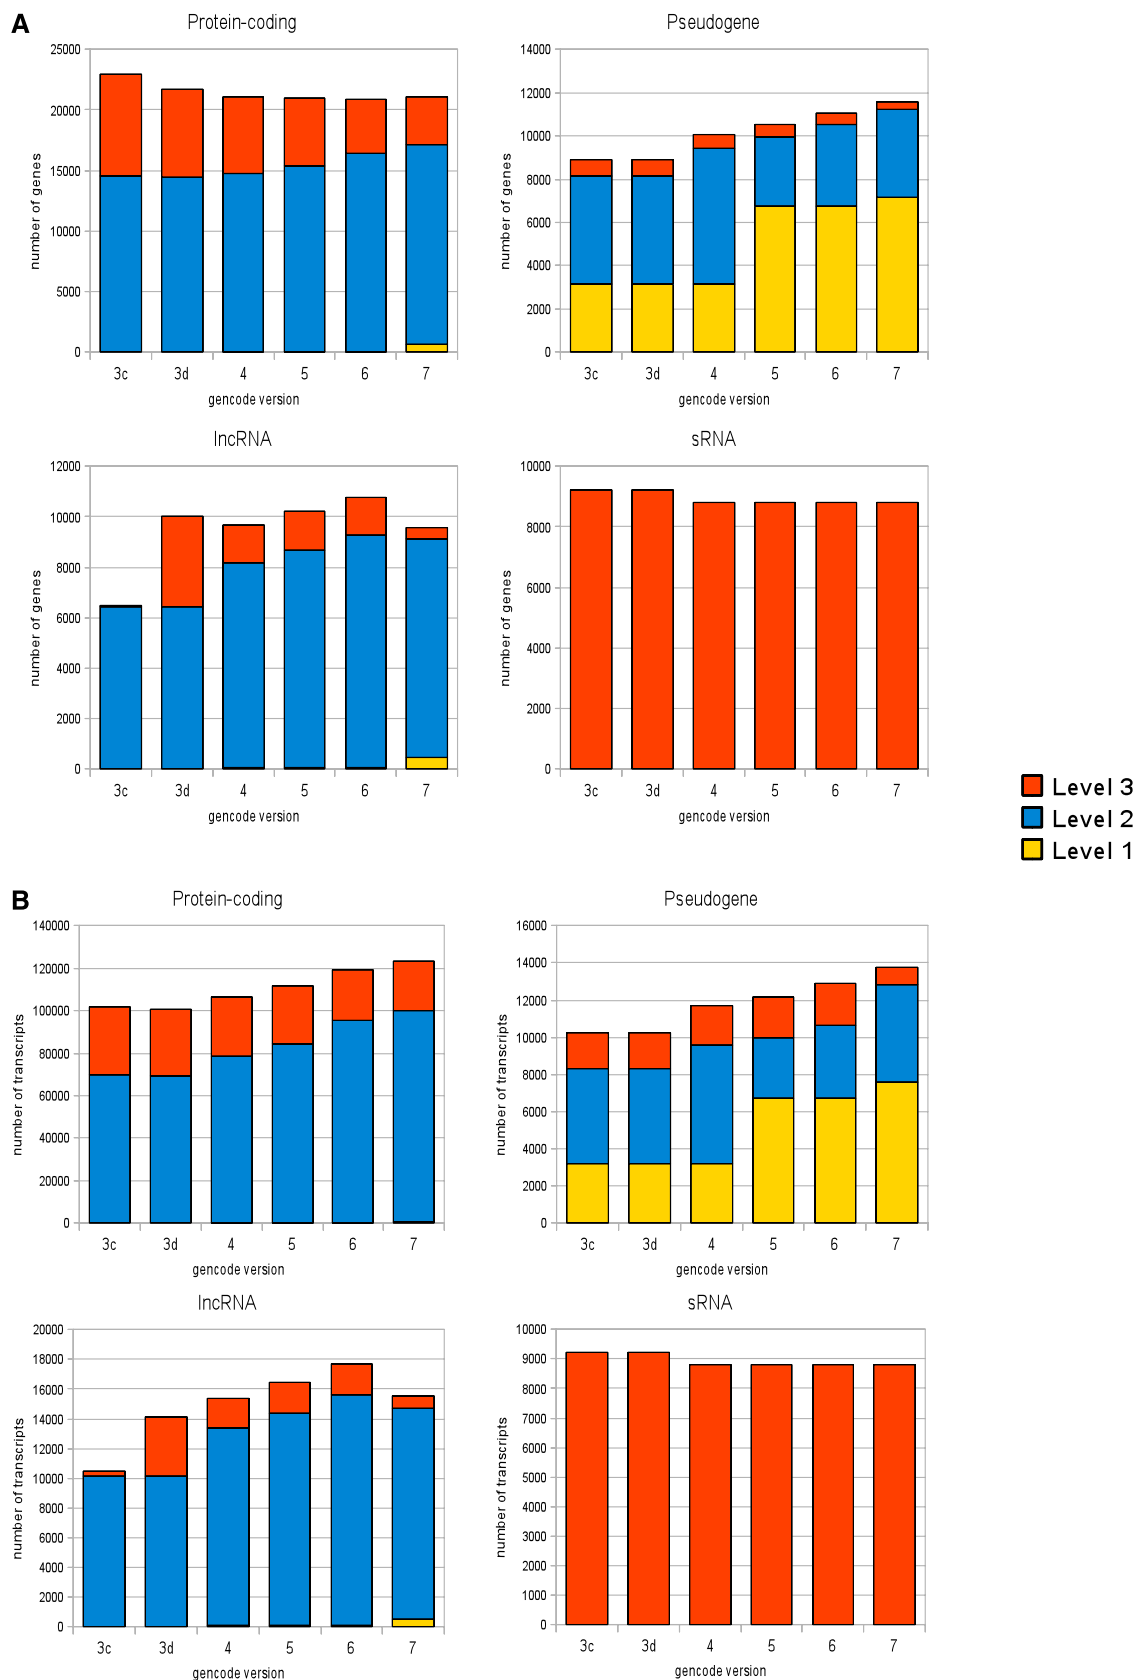 A
Protein-coding
25000
20000
15000
10000
5000
0
number of genes
3c 3d 4 5 6 7
gencode version
Pseudogene
14000
12000
10000
8000
6000
4000
2000
0
number of genes
3c 3d 4 5 6 7
gencode version
lncRNA
12000
10000
8000
6000
4000
2000
0
number of genes
3c 3d 4 5 6 7
gencode version
sRNA
10000
8000
6000
4000
2000
0
number of genes
3c 3d 4 5 6 7
gencode version
Level 3
Level 2
Level 1
B
Protein-coding
140000
120000
100000
80000
60000
40000
20000
0
number of transcripts
3c 3d 4 5 6 7
gencode version
Pseudogene
16000
14000
12000
10000
8000
6000
4000
2000
0
number of transcripts
3c 3d 4 5 6 7
gencode version
lncRNA
20000
18000
16000
14000
12000
10000
8000
6000
4000
2000
0
number of transcripts
3c 3d 4 5 6 7
gencode version
sRNA
10000
9000
8000
7000
6000
5000
4000
3000
2000
1000
0
number of transcripts
3c 3d 4 5 6 7
gencode version